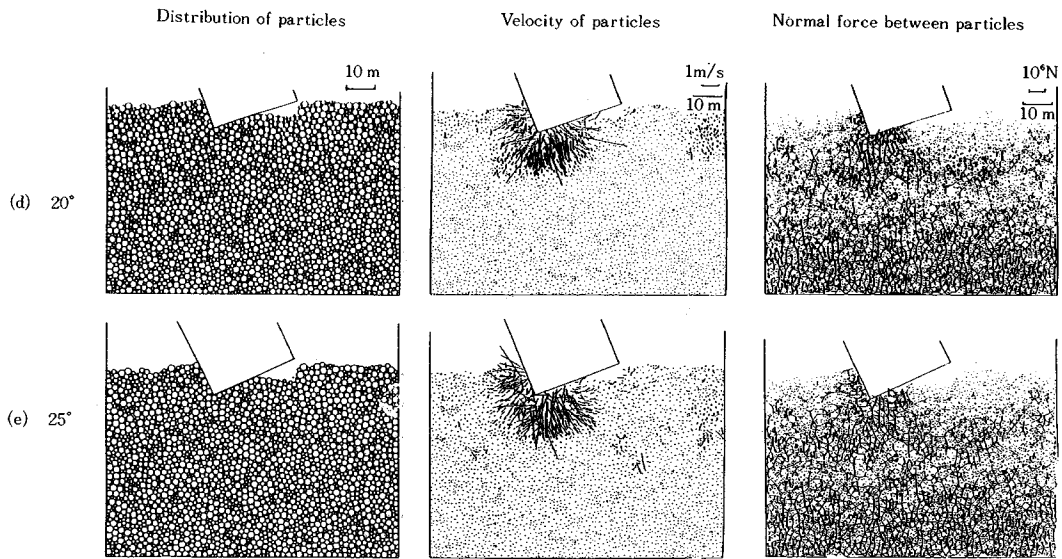 Distribution of particles
Velocity of particles
Normal force between particles
10 m
1m/s
10 m
10⁶N
10 m
(d) 20°
(e) 25°